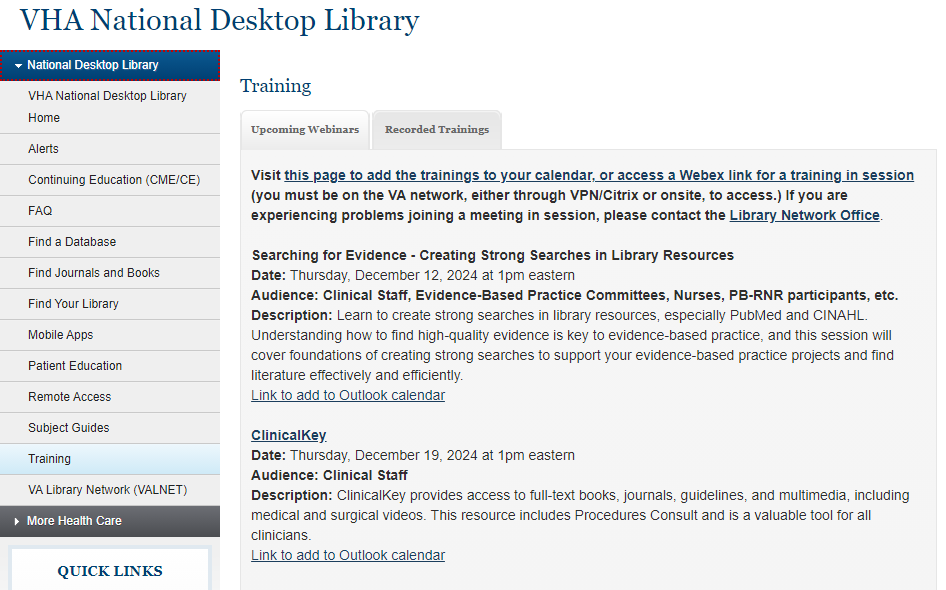 VHA National Desktop Library
National Desktop Library
VHA National Desktop Library
Home
Alerts
Continuing Education (CME/CE)
FAQ
Find a Database
Find Journals and Books
Find Your Library
Mobile Apps
Patient Education
Remote Access
Subject Guides
Training
VA Library Network (VALNET)
More Health Care
QUICK LINKS
Training
Upcoming Webinars
Recorded Trainings
Visit this page to add the trainings to your calendar, or access a Webex link for a training in session
(you must be on the VA network, either through VPN/Citrix or onsite, to access.) If you are
experiencing problems joining a meeting in session, please contact the Library Network Office.
Searching for Evidence - Creating Strong Searches in Library Resources
Date: Thursday, December 12, 2024 at 1pm eastern
Audience: Clinical Staff, Evidence-Based Practice Committees, Nurses, PB-RNR participants, etc.
Description: Learn to create strong searches in library resources, especially PubMed and CINAHL.
Understanding how to find high-quality evidence is key to evidence-based practice, and this session will
cover foundations of creating strong searches to support your evidence-based practice projects and find
literature effectively and efficiently.
Link to add to Outlook calendar
ClinicalKey
Date: Thursday, December 19, 2024 at 1pm eastern
Audience: Clinical Staff
Description: ClinicalKey provides access to full-text books, journals, guidelines, and multimedia, including
medical and surgical videos. This resource includes Procedures Consult and is a valuable tool for all
clinicians.
Link to add to Outlook calendar